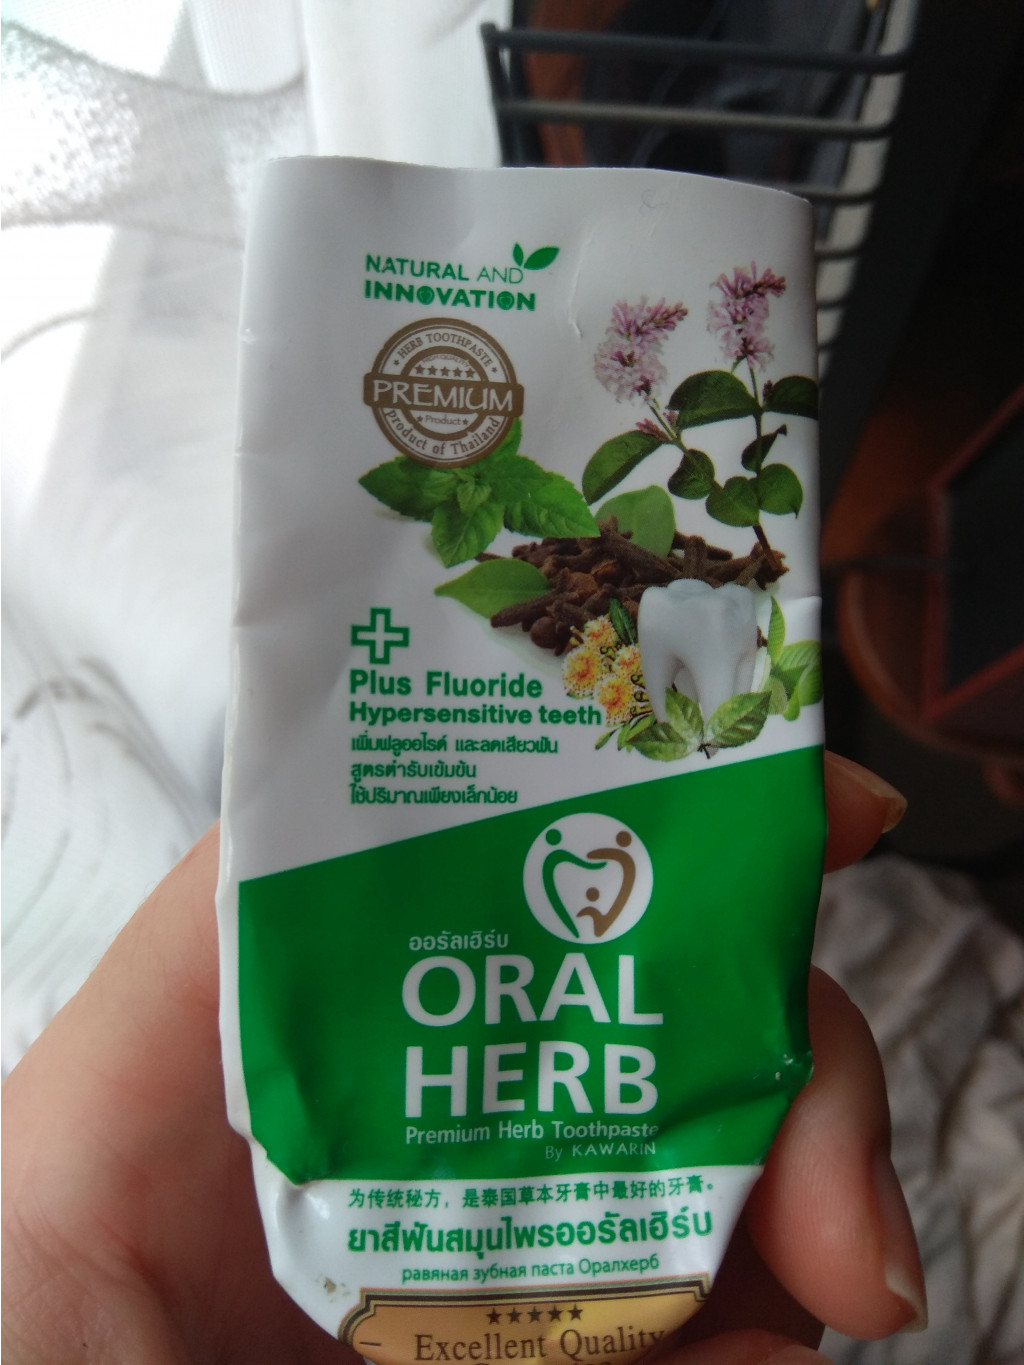 NATURAL AND
INNOVATION
HERB TOOTHPASTE
PREMIUM
Product
product of Thailand
Plus Fluoride
Hypersensitive teeth
เพิ่มฟลูออไรด์ และลดเสียวฟัน
สูตรตำรับเข้มข้น
ใช้ปริมาณเพียงเล็กน้อย
ออรัลเฮิร์บ
ORAL
HERB
Premium Herb Toothpaste
By KAWARIN
为传统秘方，是泰国草本牙膏中最好的牙膏。
ยาสีฟันสมุนไพรออรัลเฮิร์บ
равяная зубная паста Оралхерб
Excellent Quality